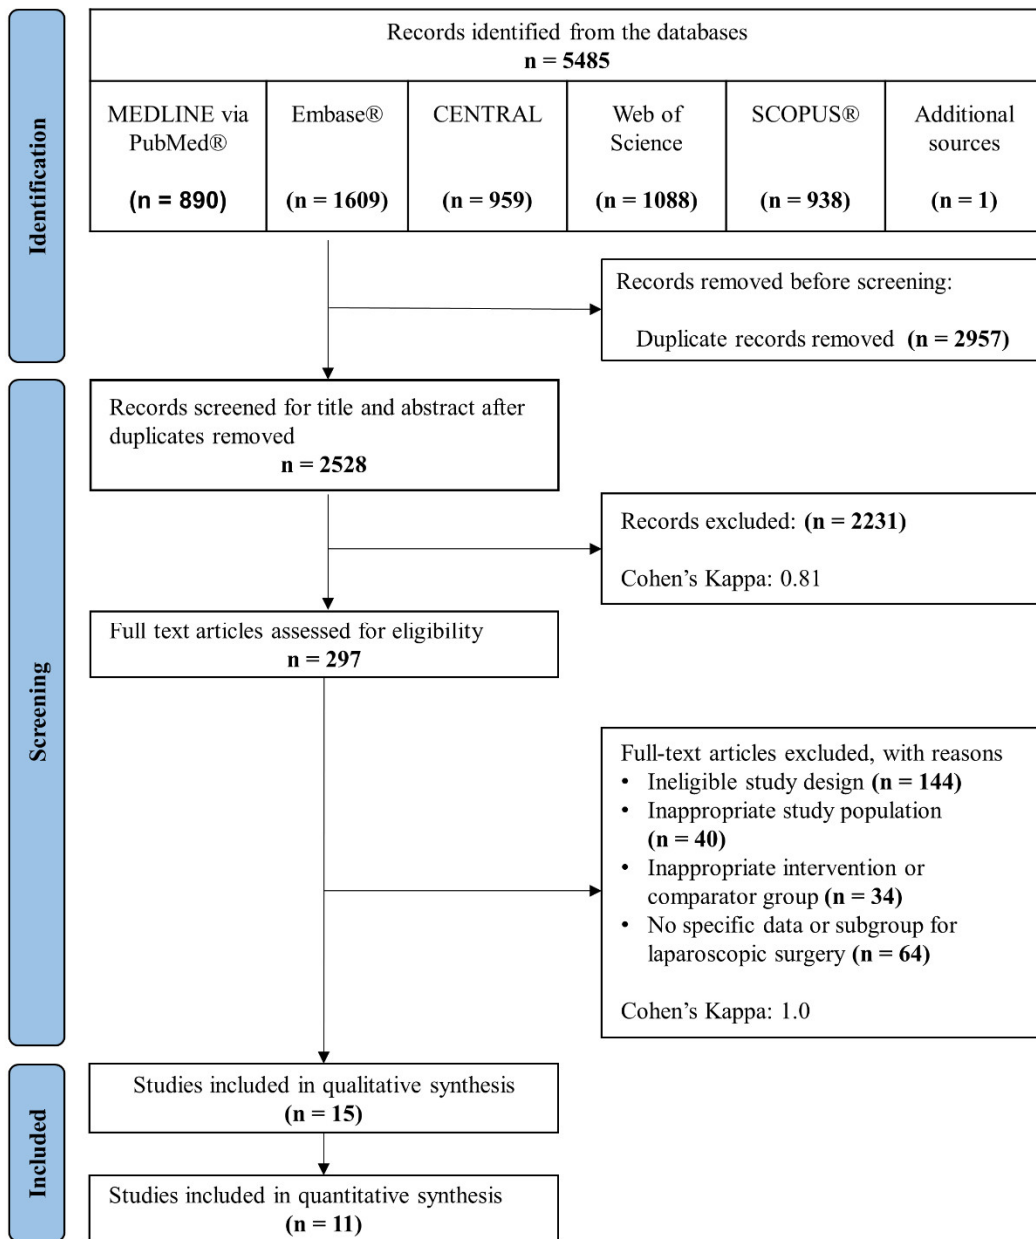 Identification
Records identified from the databases
n = 5485
MEDLINE via
PubMed®
(n = 890)
Embase®
(n = 1609)
CENTRAL
(n = 959)
Web of
Science
(n = 1088)
SCOPUS®
(n = 938)
Additional
sources
(n = 1)
Records removed before screening:
Duplicate records removed (n = 2957)
Screening
Records screened for title and abstract after
duplicates removed
n = 2528
Records excluded: (n = 2231)
Cohen’s Kappa: 0.81
Full text articles assessed for eligibility
n = 297
Full-text articles excluded, with reasons
• Ineligible study design (n = 144)
• Inappropriate study population
(n = 40)
• Inappropriate intervention or
comparator group (n = 34)
• No specific data or subgroup for
laparoscopic surgery (n = 64)
Cohen’s Kappa: 1.0
Included
Studies included in qualitative synthesis
(n = 15)
Studies included in quantitative synthesis
(n = 11)